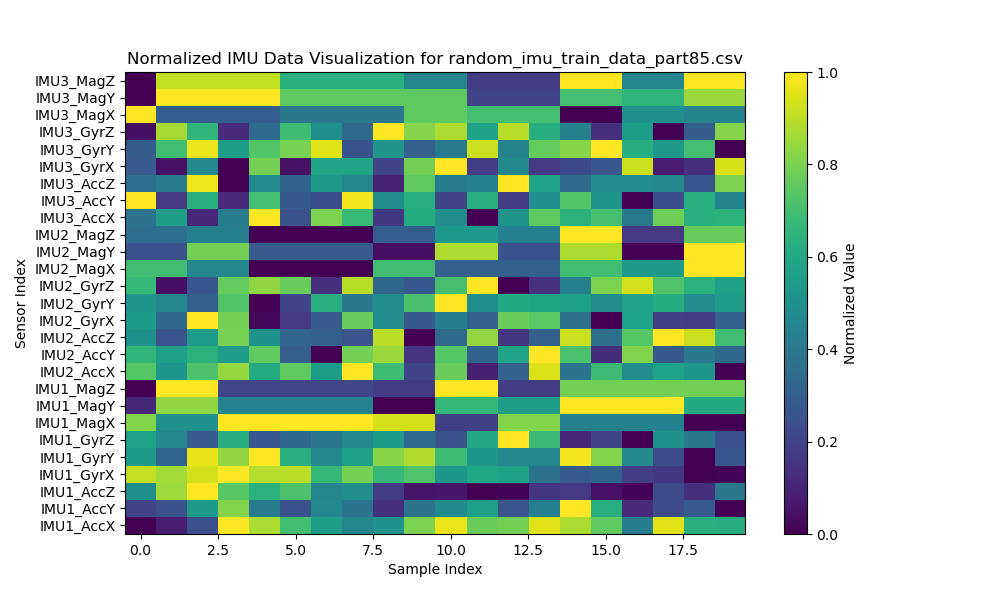 Normalized IMU Data Visualization for random_imu_train_data_part85.csv
IMU3_MagZ
IMU3_MagY
IMU3_MagX
IMU3_GyrZ
IMU3_GyrY
IMU3_GyrX
IMU3_AccZ
IMU3_AccY
IMU3_AccX
IMU2_MagZ
IMU2_MagY
IMU2_MagX
IMU2_GyrZ
IMU2_GyrY
IMU2_GyrX
IMU2_AccZ
IMU2_AccY
IMU2_AccX
IMU1_MagZ
IMU1_MagY
IMU1_MagX
IMU1_GyrZ
IMU1_GyrY
IMU1_GyrX
IMU1_AccZ
IMU1_AccY
IMU1_AccX
Sensor Index
0.0 2.5 5.0 7.5 10.0 12.5 15.0 17.5
Sample Index
1.0
0.8
0.6
0.4
0.2
0.0
Normalized Value